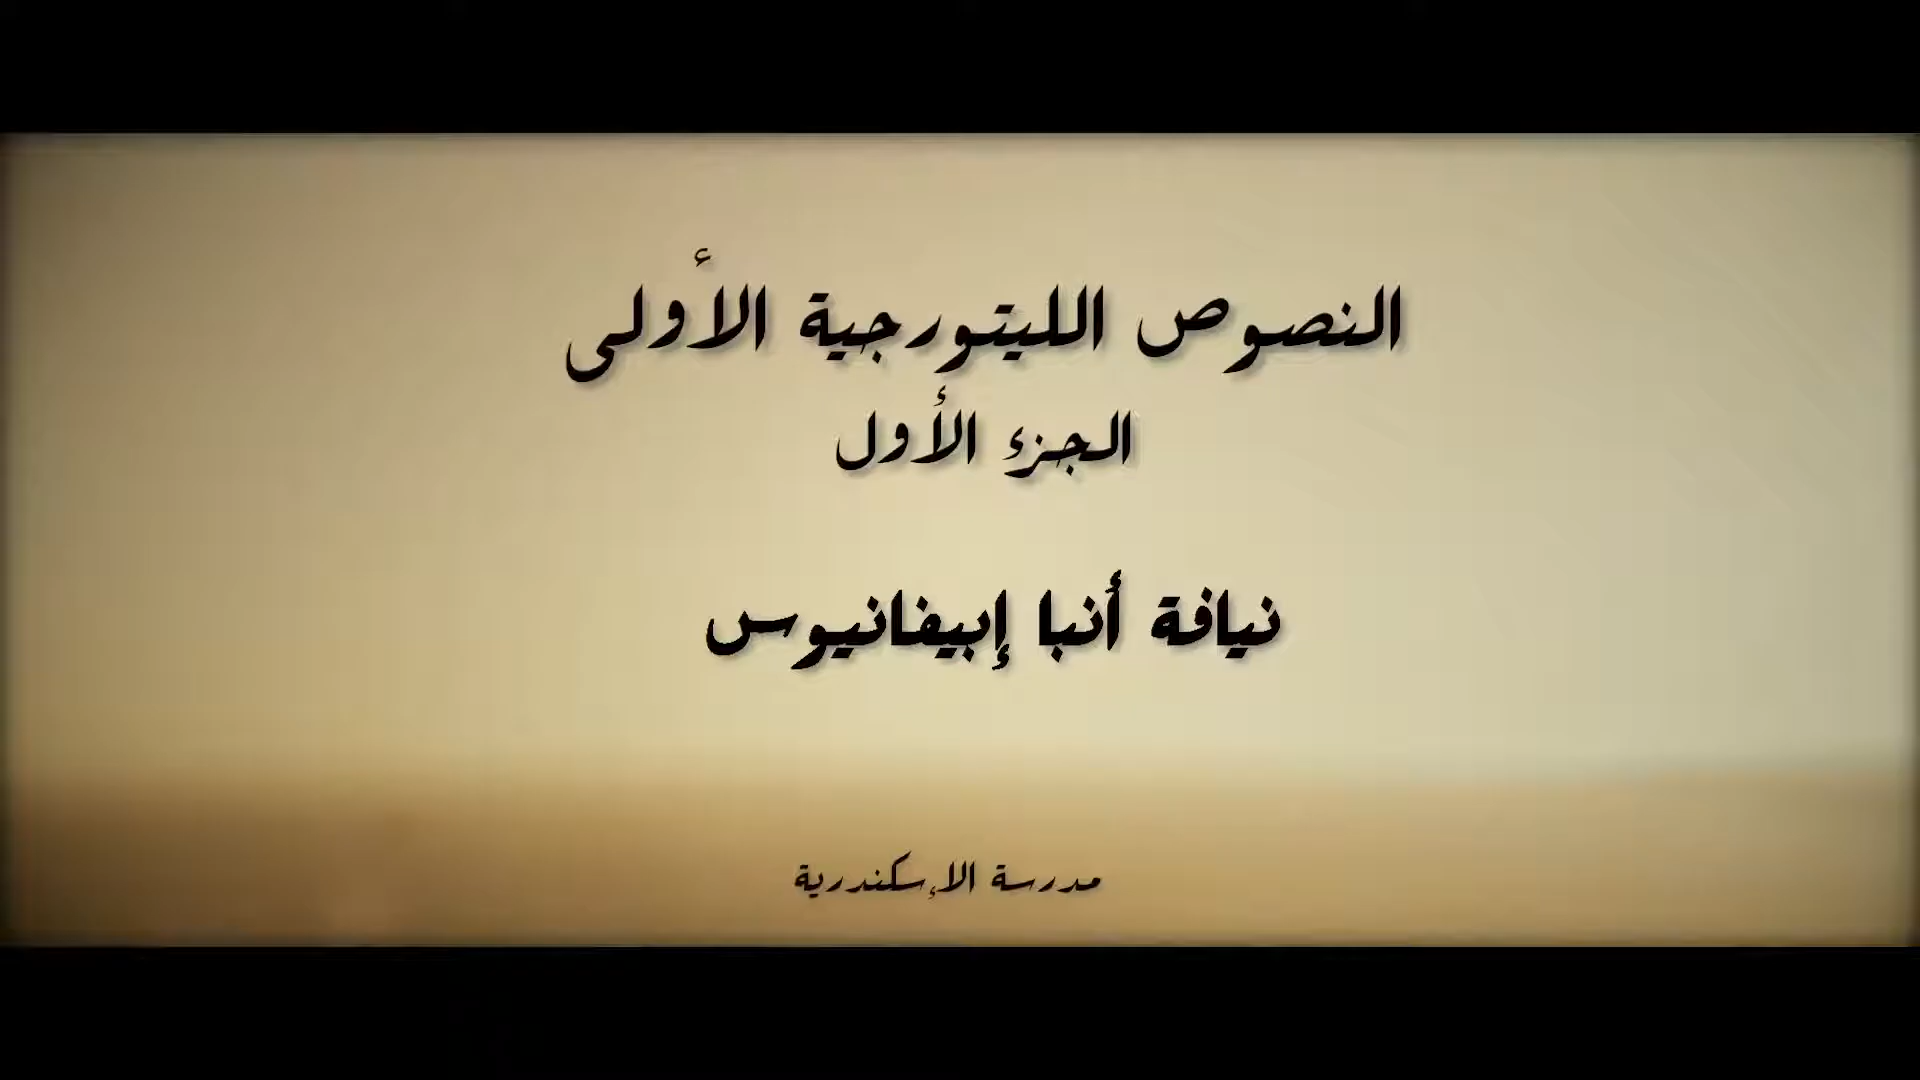 النصوص الليتورجية الأولى
الجزء الأول
نيافة أنبا إبيفانيوس
مدرسة الإسكندرية